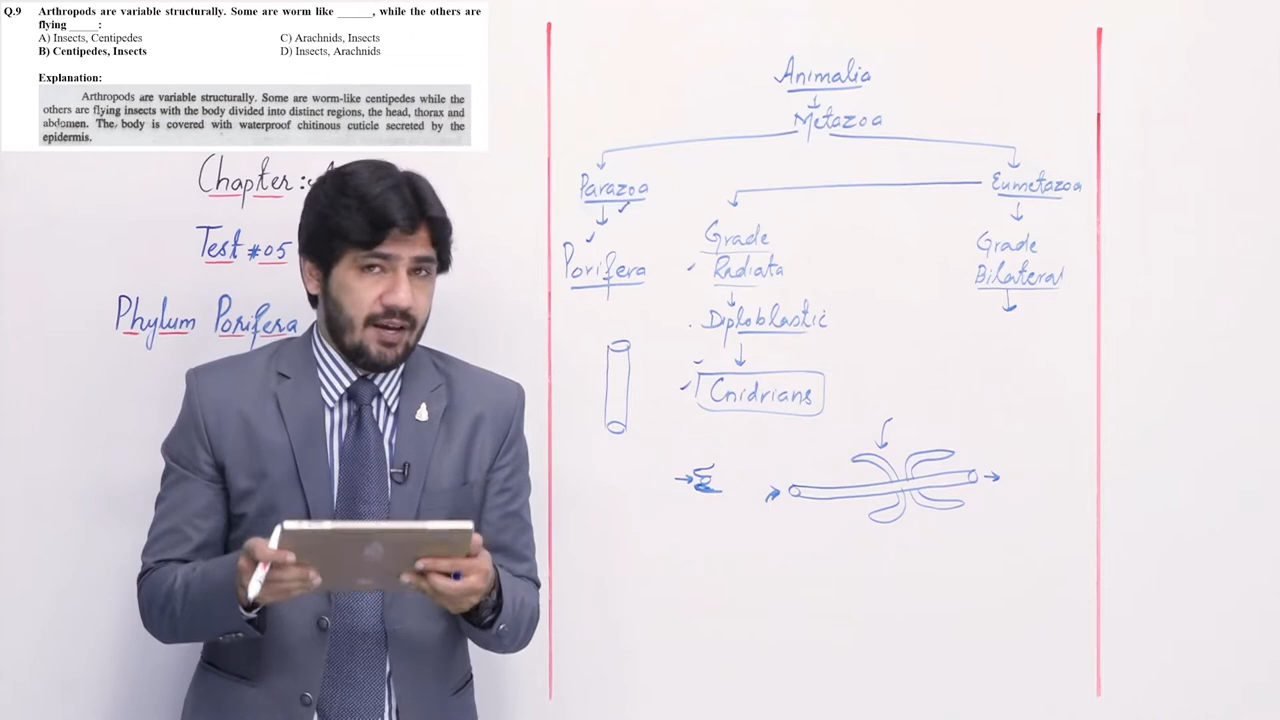 Q.9 Arthropods are variable structurally. Some are worm like ______, while the others are
flying _____:
A) Insects, Centipedes
C) Arachnids, Insects
B) Centipedes, Insects
D) Insects, Arachnids
Explanation:
Arthropods are variable structurally. Some are worm-like centipedes while the
others are flying insects with the body divided into distinct regions, the head, thorax and
abdomen. The body is covered with waterproof chitinous cuticle secreted by the
epidermis.
Chapter :
Test #05
Phylum Porifera
Animalia
Metazoa
Parazoa
Eumetazoa
Porifera
Grade
Radiata
Diploblastic
Cnidrians
Grade
Bilateral